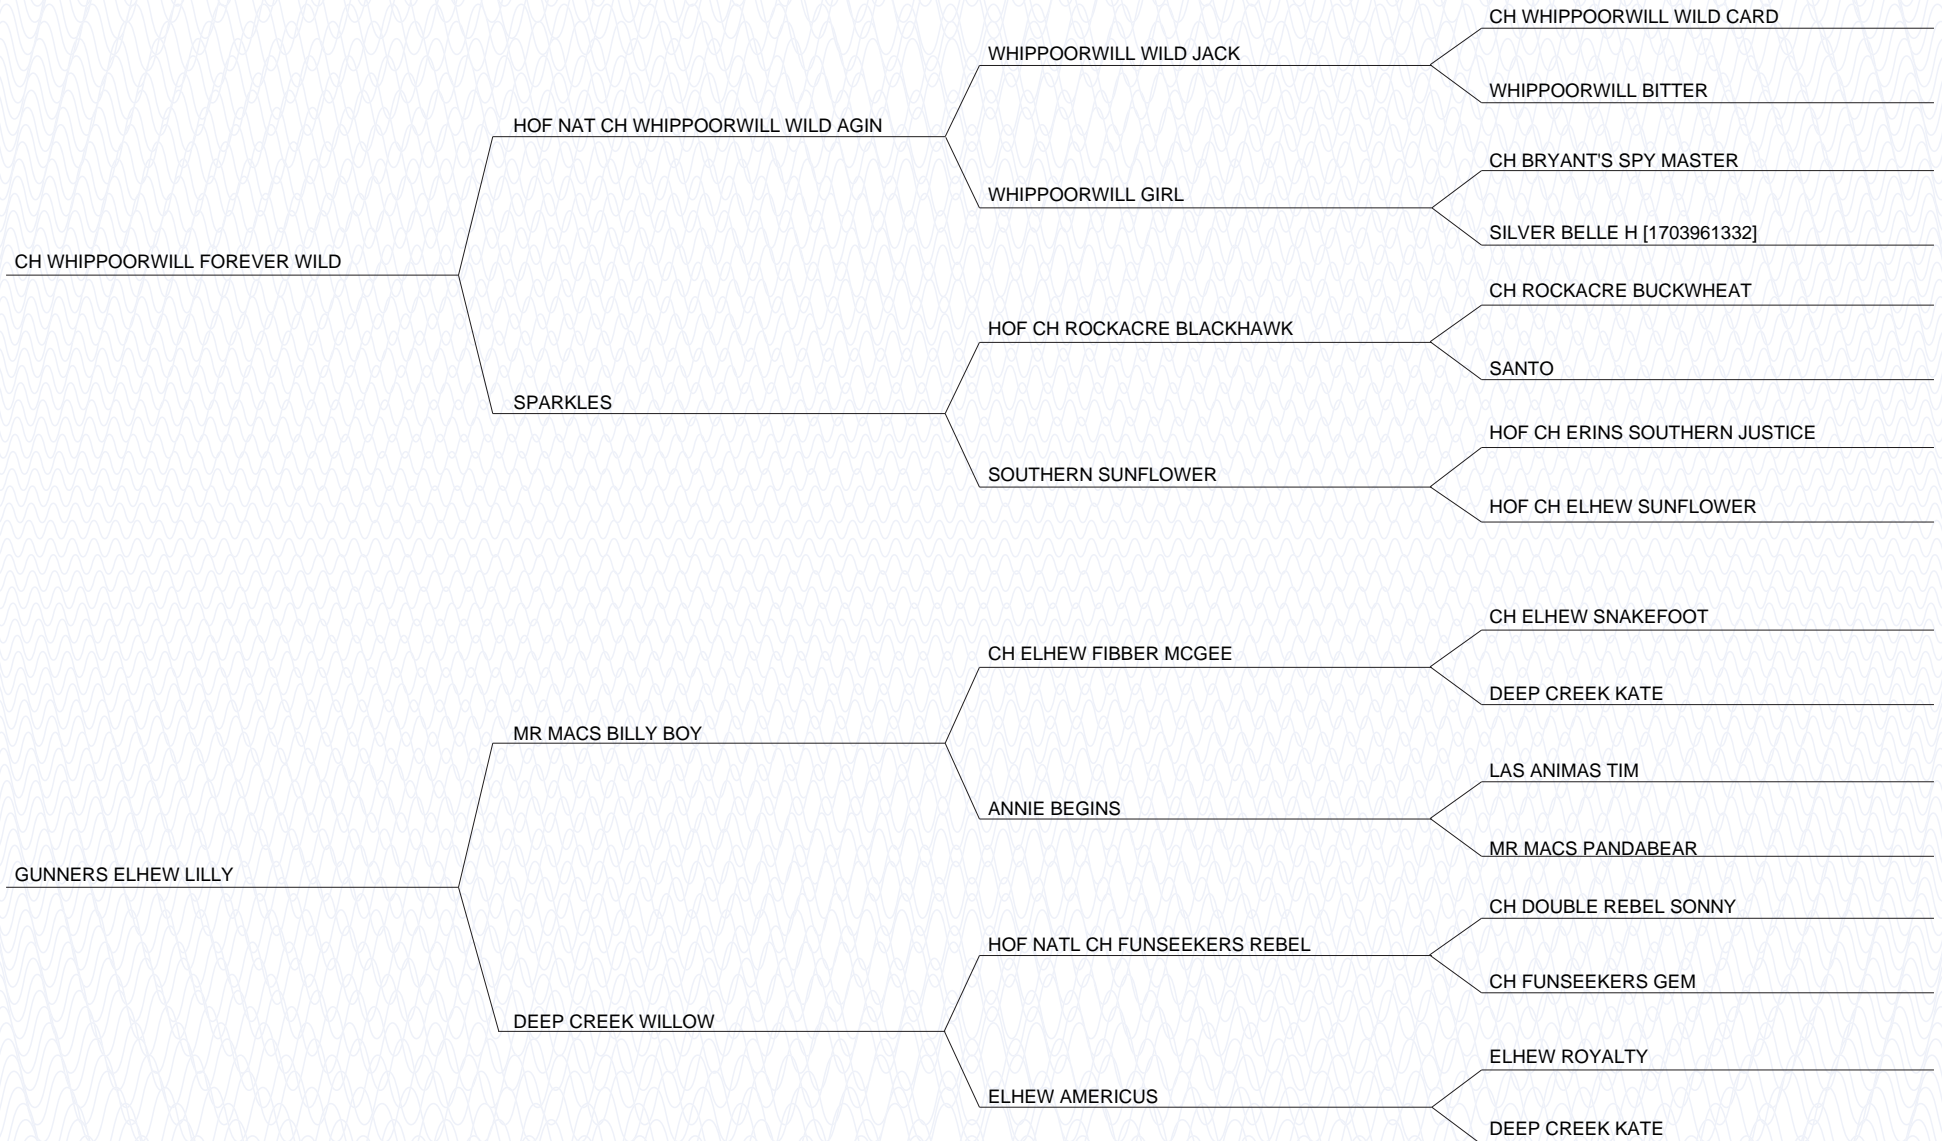 CH WHIPPOORWILL WILD CARD
WHIPPOORWILL WILD JACK
WHIPPOORWILL BITTER
HOF NAT CH WHIPPOORWILL WILD AGIN
CH BRYANT'S SPY MASTER
WHIPPOORWILL GIRL
SILVER BELLE H [1703961332]
CH WHIPPOORWILL FOREVER WILD
CH ROCKACRE BUCKWHEAT
HOF CH ROCKACRE BLACKHAWK
SANTO
SPARKLES
HOF CH ERINS SOUTHERN JUSTICE
SOUTHERN SUNFLOWER
HOF CH ELHEW SUNFLOWER
CH ELHEW SNAKEFOOT
CH ELHEW FIBBER MCGEE
DEEP CREEK KATE
MR MACS BILLY BOY
LAS ANIMAS TIM
ANNIE BEGINS
MR MACS PANDABEAR
GUNNERS ELHEW LILLY
CH DOUBLE REBEL SONNY
HOF NATL CH FUNSEEKERS REBEL
CH FUNSEEKERS GEM
DEEP CREEK WILLOW
ELHEW ROYALTY
ELHEW AMERICUS
DEEP CREEK KATE